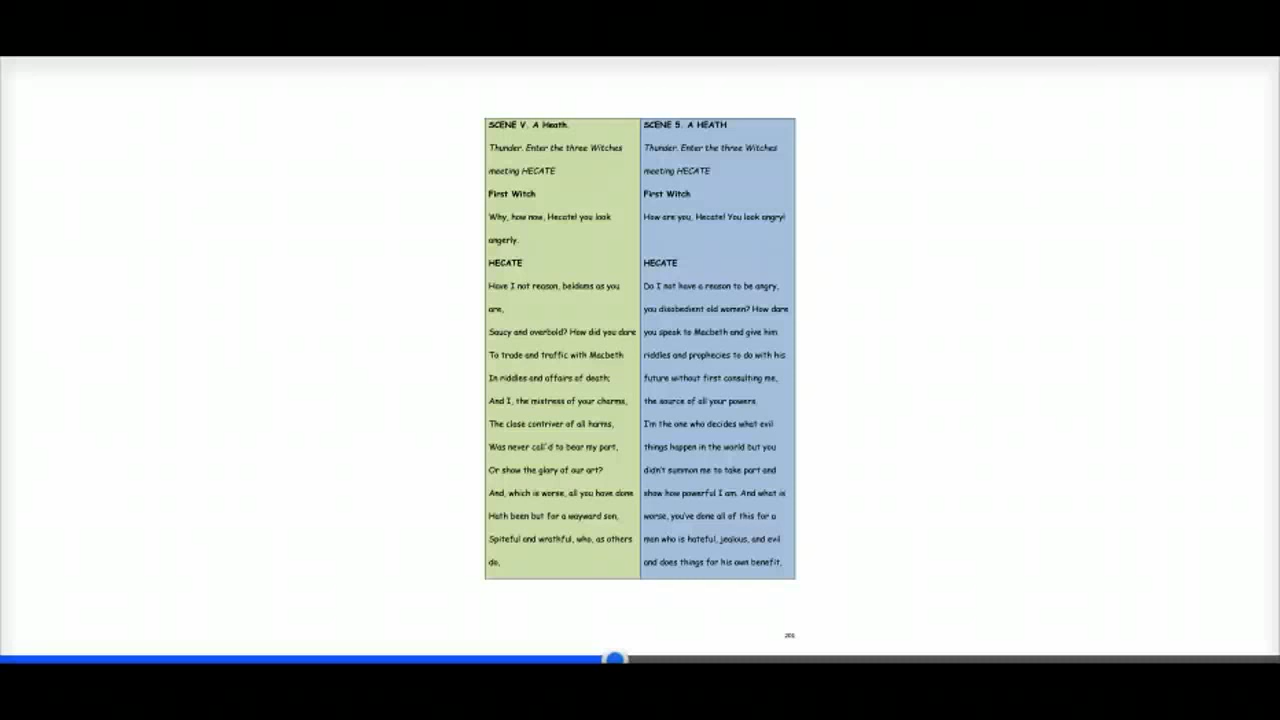 SCENE V. A Heath.
Thunder. Enter the three Witches
meeting HECATE
First Witch
Why, how now, Hecate! you look
angerly.
HECATE
Have I not reason, beldams as you
are,
Saucy and overbold? How did you dare
To trade and traffic with Macbeth
In riddles and affairs of death;
And I, the mistress of your charms,
The close contriver of all harms,
Was never call'd to bear my part,
Or show the glory of our art?
And, which is worse, all you have done
Hath been but for a wayward son,
Spiteful and wrathful, who, as others
do,
SCENE 5. A HEATH
Thunder. Enter the three Witches
meeting HECATE
First Witch
How are you, Hecate! You look angry!
HECATE
Do I not have a reason to be angry,
you disobedient old women? How dare
you speak to Macbeth and give him
riddles and prophecies to do with his
future without first consulting me,
the source of all your powers.
I'm the one who decides what evil
things happen in the world but you
didn't summon me to take part and
show how powerful I am. And what is
worse, you've done all of this for a
man who is hateful, jealous, and evil
and does things for his own benefit,